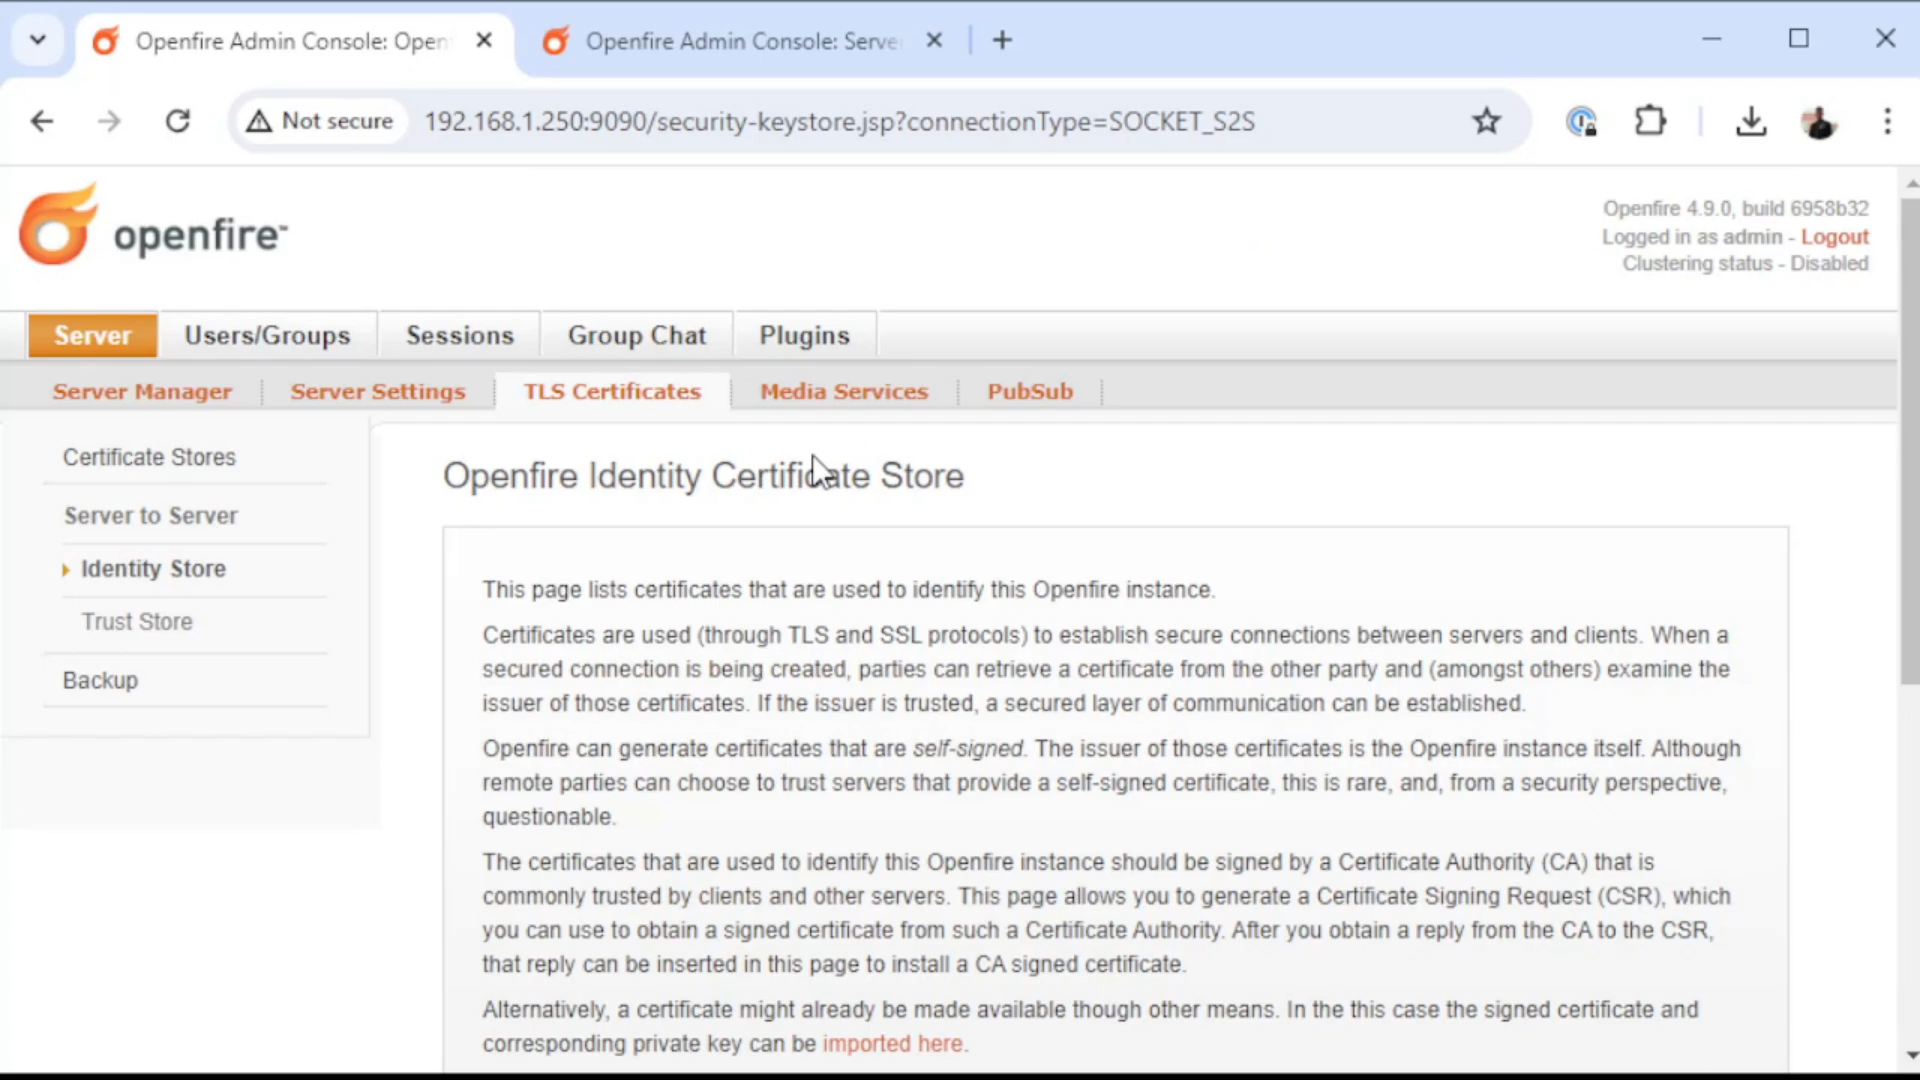 Openfire Admin Console: Open
Openfire Admin Console: Serve
Not secure
192.168.1.250:9090/security-keystore.jsp?connectionType=SOCKET_S2S
openfire™
Openfire 4.9.0, build 6958b32
Logged in as admin - Logout
Clustering status - Disabled
Server
Users/Groups
Sessions
Group Chat
Plugins
Server Manager
Server Settings
TLS Certificates
Media Services
PubSub
Certificate Stores
Server to Server
Identity Store
Trust Store
Backup
Openfire Identity Certificate Store
This page lists certificates that are used to identify this Openfire instance.
Certificates are used (through TLS and SSL protocols) to establish secure connections between servers and clients. When a
secured connection is being created, parties can retrieve a certificate from the other party and (amongst others) examine the
issuer of those certificates. If the issuer is trusted, a secured layer of communication can be established.
Openfire can generate certificates that are self-signed. The issuer of those certificates is the Openfire instance itself. Although
remote parties can choose to trust servers that provide a self-signed certificate, this is rare, and, from a security perspective,
questionable.
The certificates that are used to identify this Openfire instance should be signed by a Certificate Authority (CA) that is
commonly trusted by clients and other servers. This page allows you to generate a Certificate Signing Request (CSR), which
you can use to obtain a signed certificate from such a Certificate Authority. After you obtain a reply from the CA to the CSR,
that reply can be inserted in this page to install a CA signed certificate.
Alternatively, a certificate might already be made available though other means. In the this case the signed certificate and
corresponding private key can be imported here.